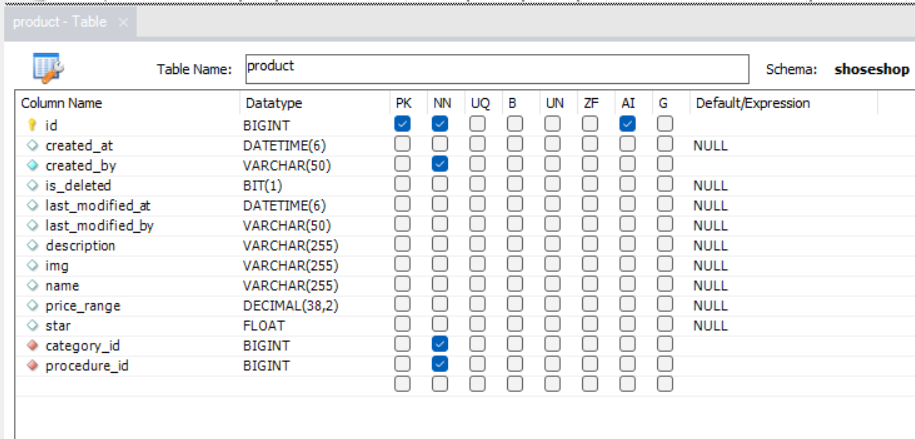 product - Table ×
Table Name: product Schema: shoseshop
Column Name Datatype PK NN UQ B UN ZF AI G Default/Expression
id BIGINT
created_at DATETIME(6) NULL
created_by VARCHAR(50)
is_deleted BIT(1) NULL
last_modified_at DATETIME(6) NULL
last_modified_by VARCHAR(50) NULL
description VARCHAR(255) NULL
img VARCHAR(255) NULL
name VARCHAR(255) NULL
price_range DECIMAL(38,2) NULL
star FLOAT NULL
category_id BIGINT
procedure_id BIGINT